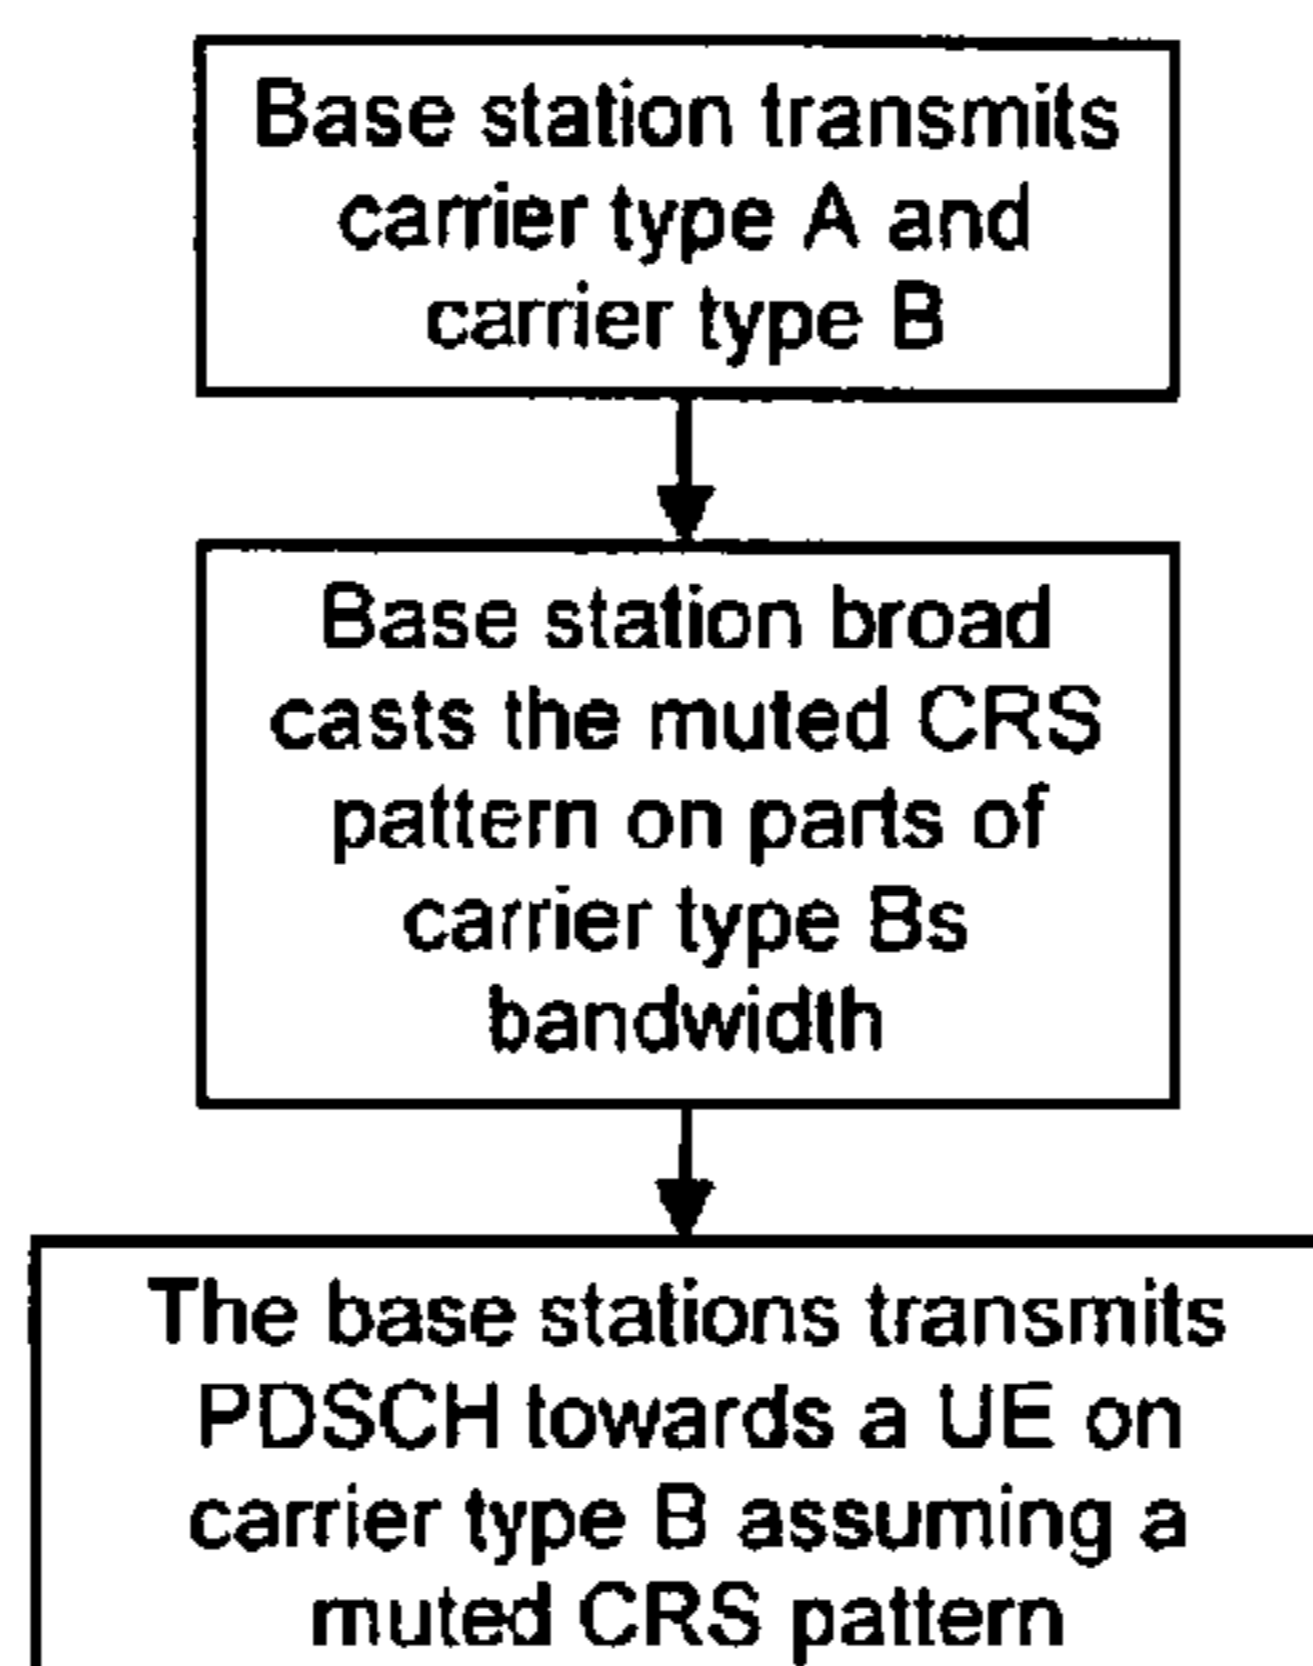 Base station transmits
carrier type A and
carrier type B
Base station broad
casts the muted CRS
pattern on parts of
carrier type Bs
bandwidth
The base stations transmits
PDSCH towards a UE on
carrier type B assuming a
muted CRS pattern